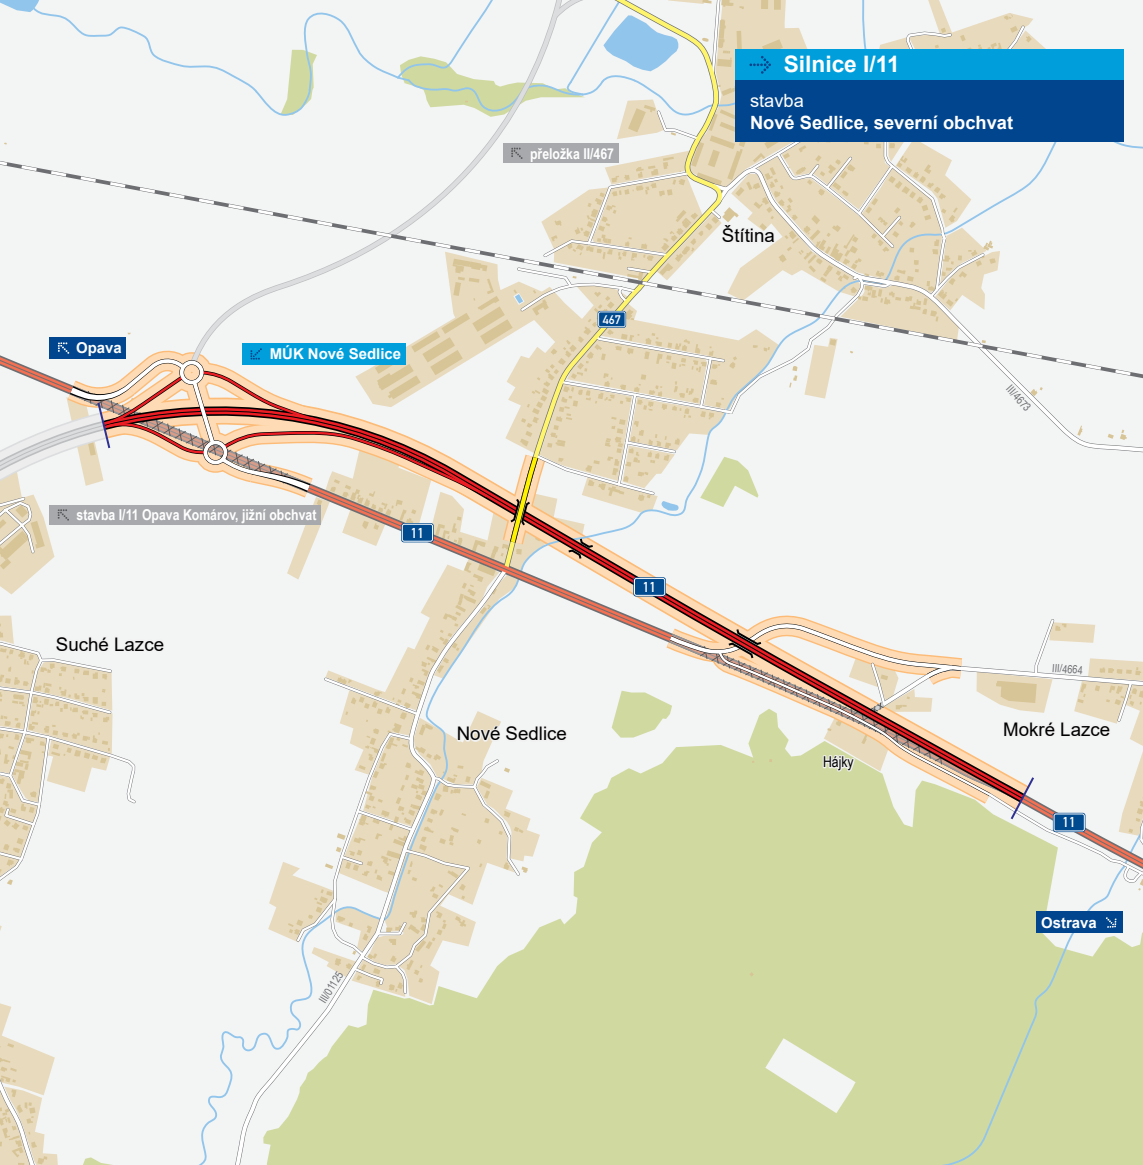 Silnice I/11
stavba
Nové Sedlice, severní obchvat
přeložka II/467
Štítina
467
Opava
MÚK Nové Sedlice
III/4673
stavba I/11 Opava Komárov, jižní obchvat
11
11
Suché Lazce
III/4664
Nové Sedlice
Mokré Lazce
Hájky
11
Ostrava
III/01125